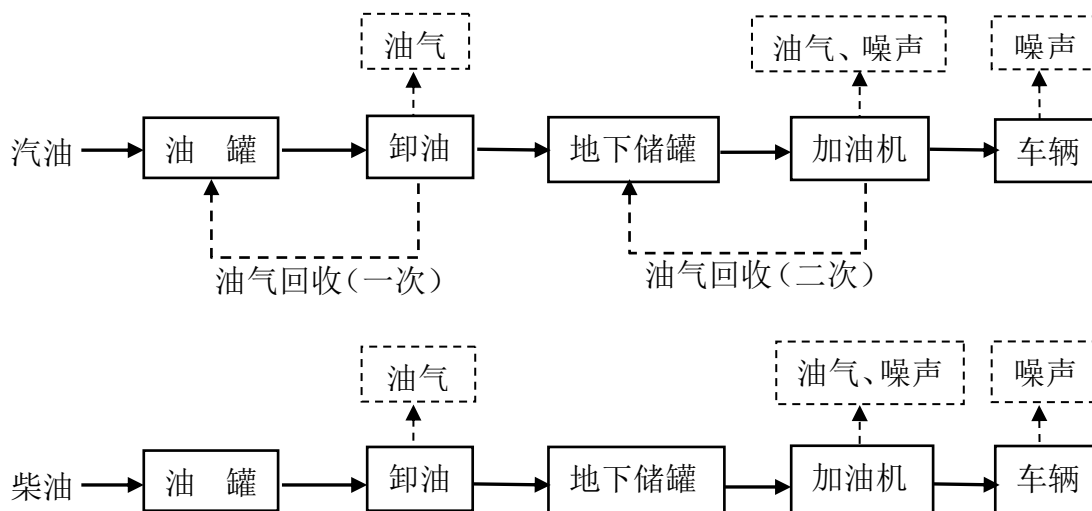 油气
油气、噪声
噪声
汽油
油 罐
卸油
地下储罐
加油机
车辆
油气回收(一次)
油气回收(二次)
油气
油气、噪声
噪声
柴油
油 罐
卸油
地下储罐
加油机
车辆